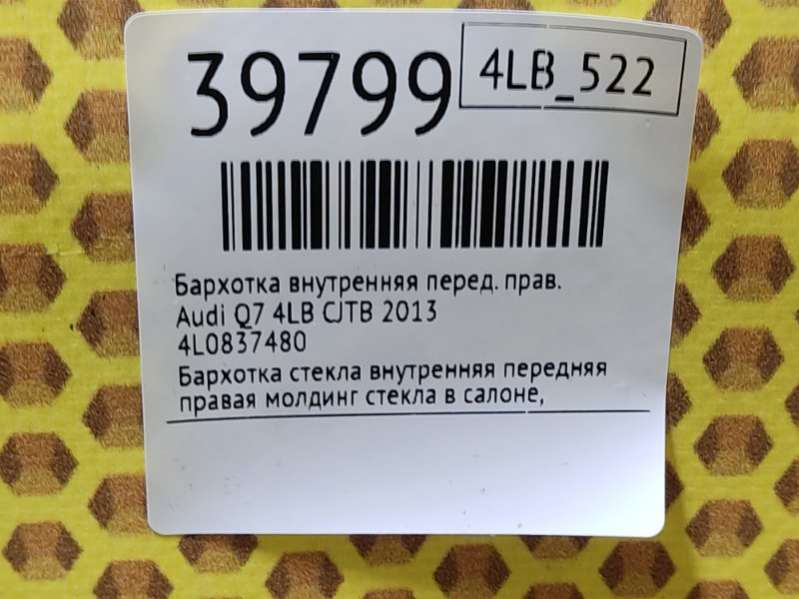 39799
4LB_522
Бархотка внутренняя перед. прав.
Audi Q7 4LB CJTB 2013
4L0837480
Бархотка стекла внутренняя передняя
правая молдинг стекла в салоне,